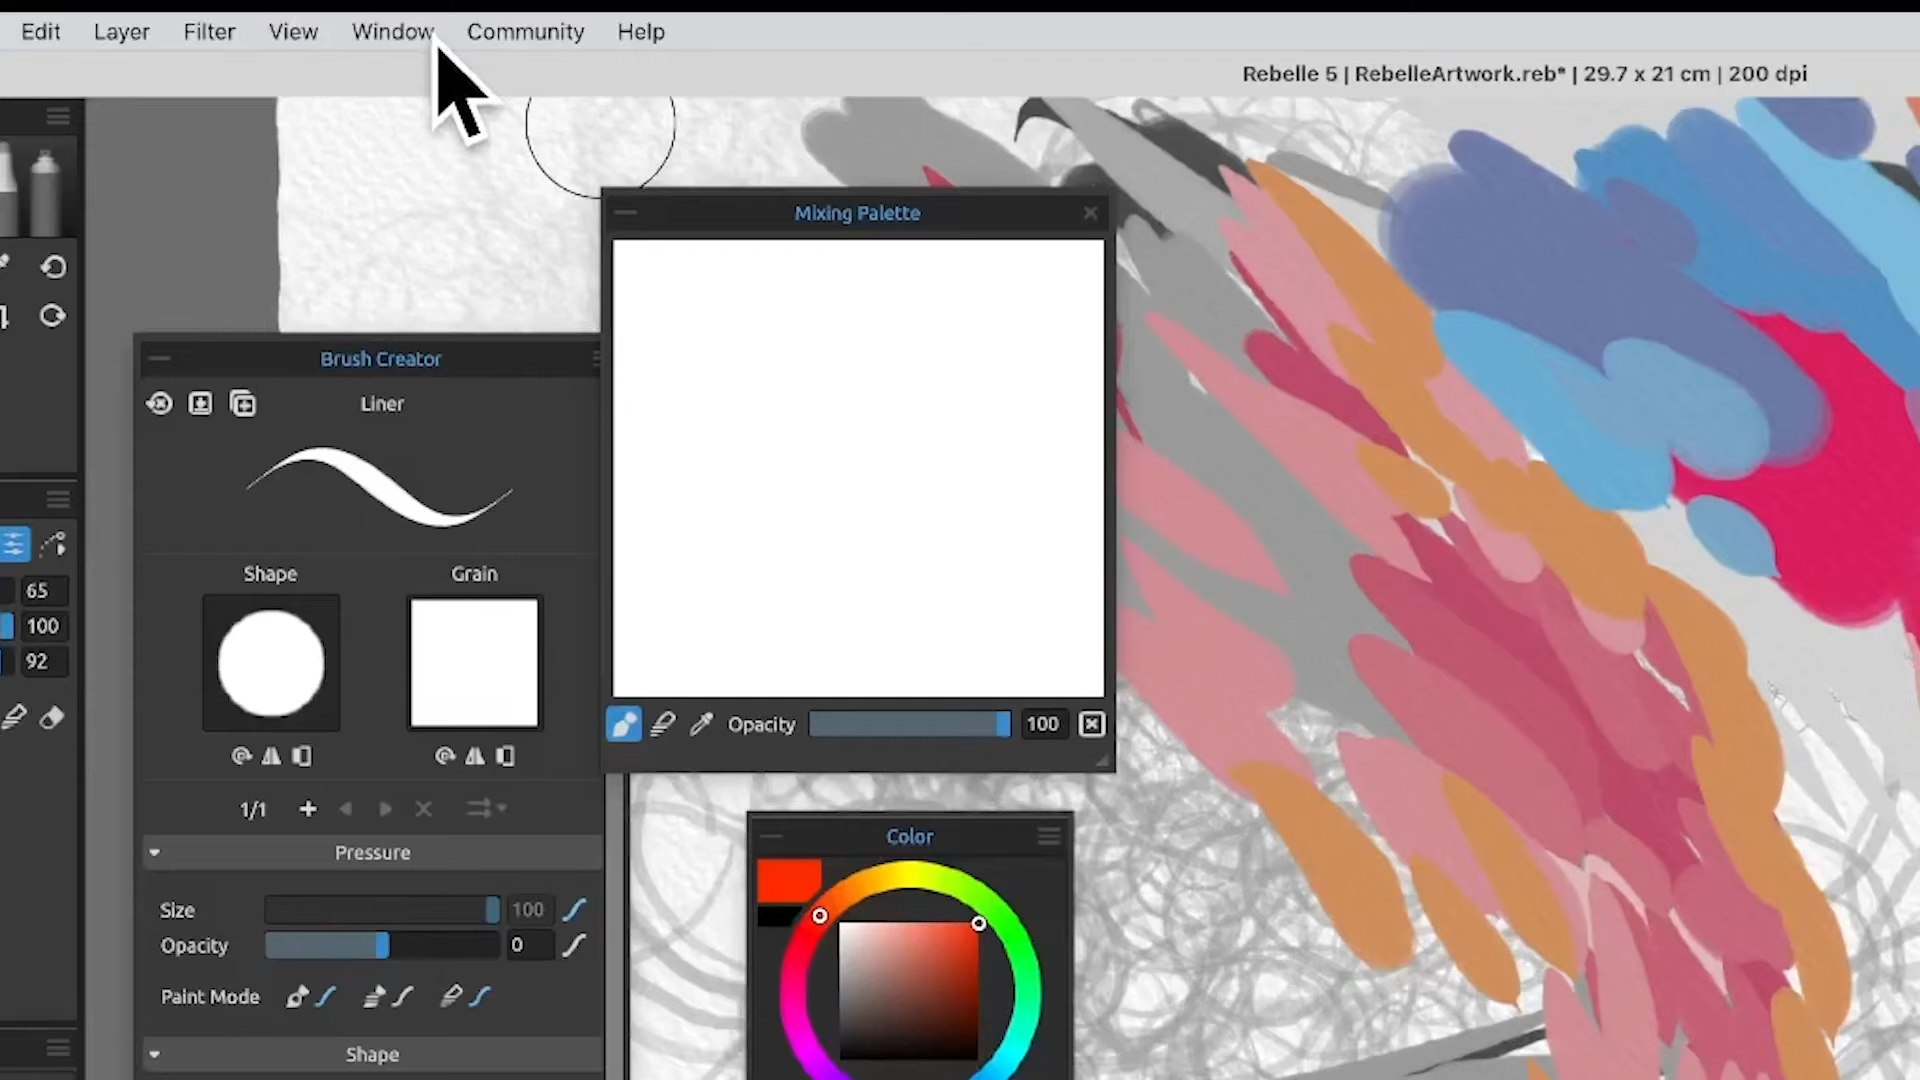 Edit Layer Filter View Window Community Help
Rebelle 5 | RebelleArtwork.reb* | 29.7 x 21 cm | 200 dpi
Mixing Palette
Opacity 100
Brush Creator
Liner
Shape Grain
1/1
Pressure
Size 100
Opacity 0
Paint Mode
Shape
65
100
92
Color